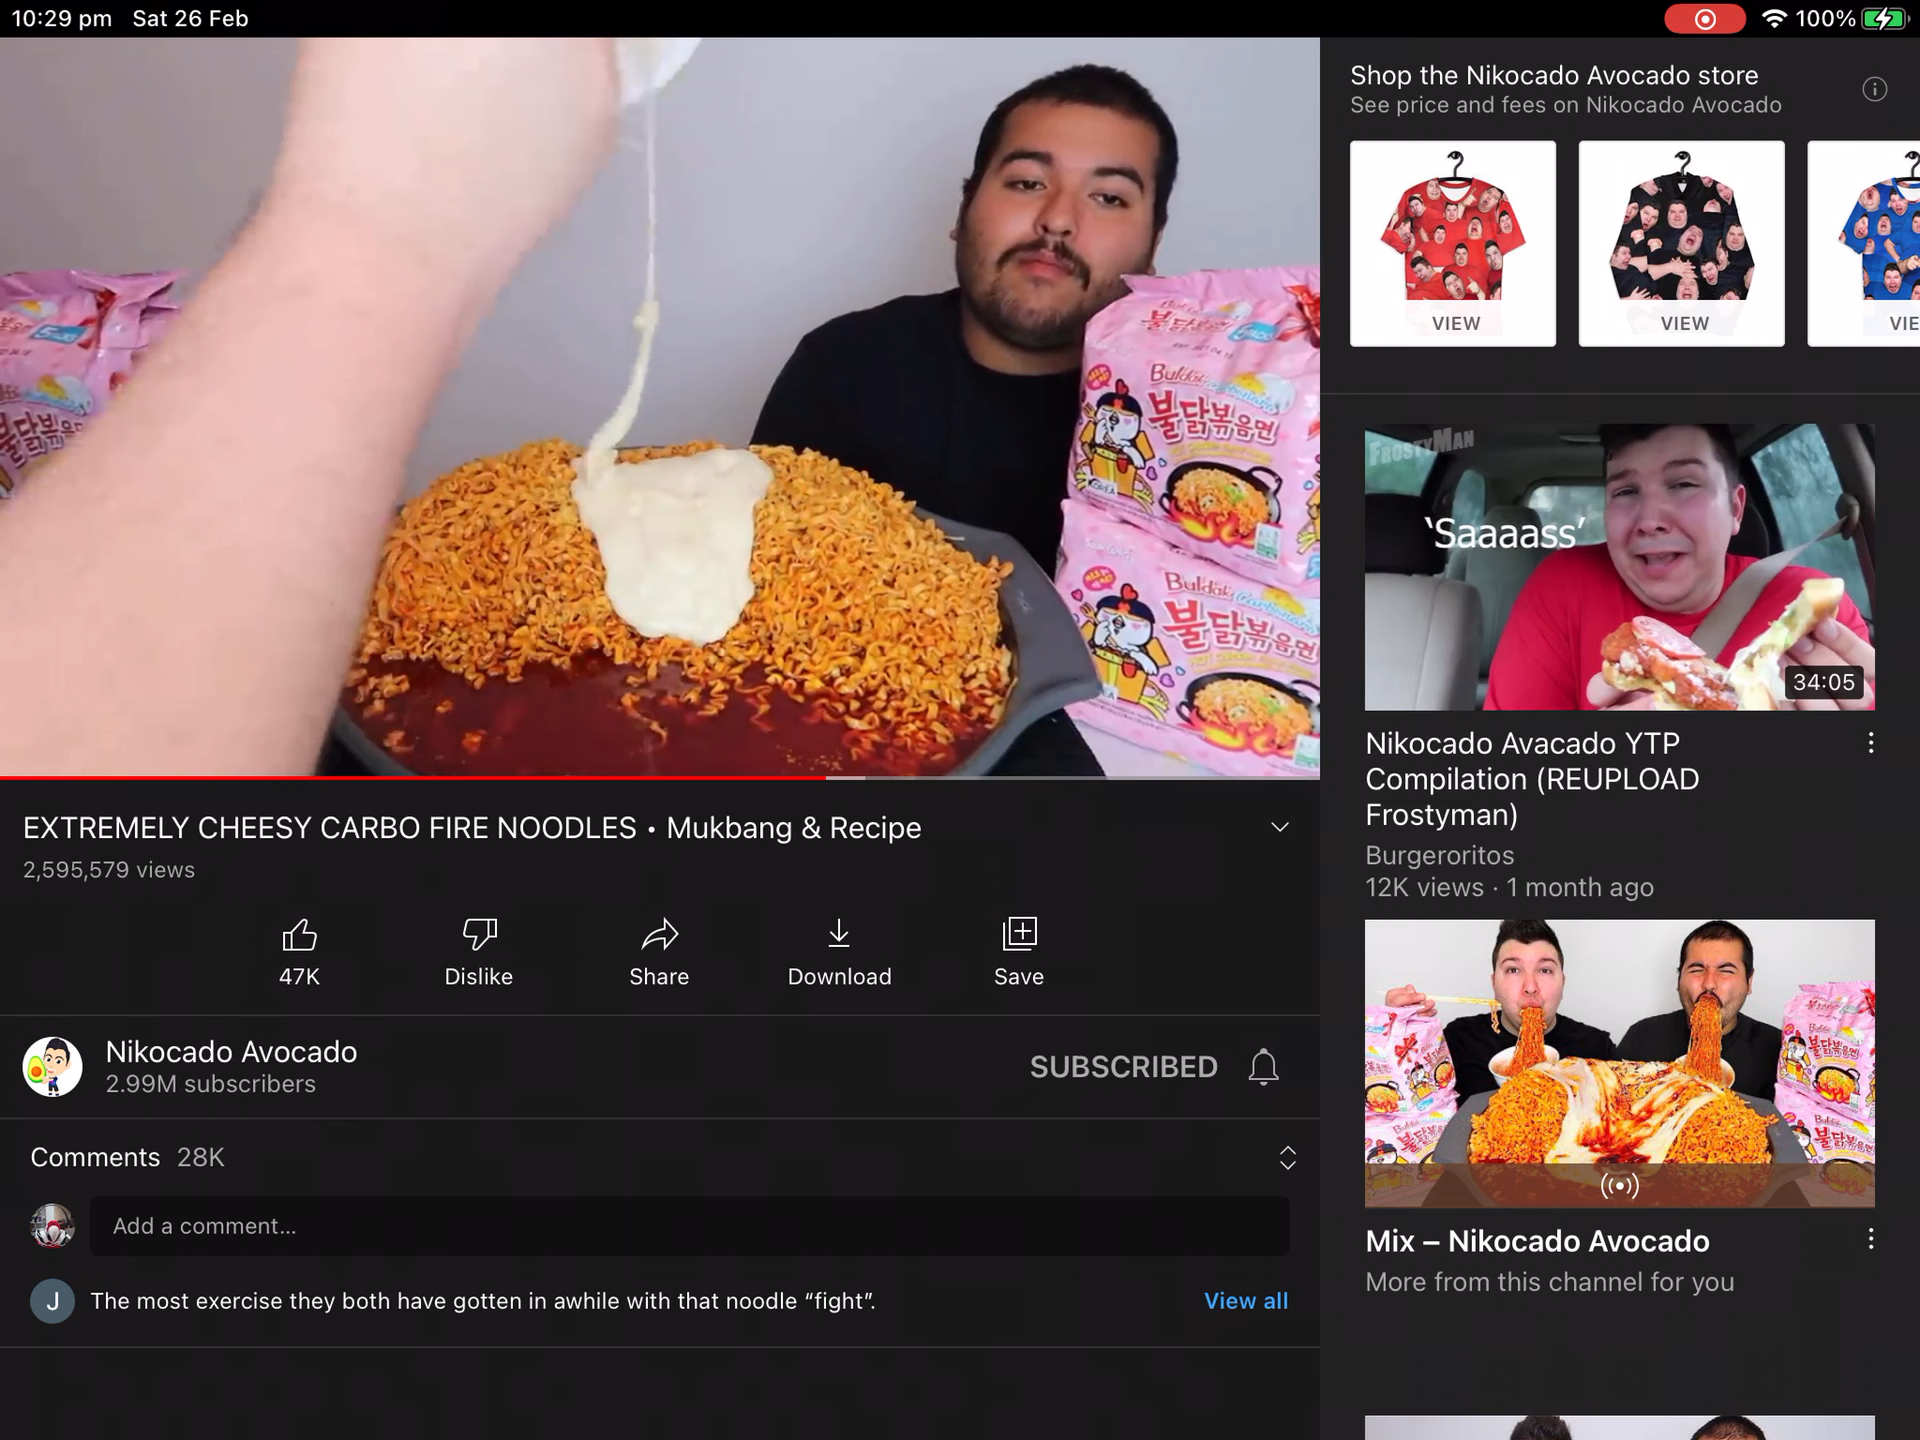 10:29 pm Sat 26 Feb
100%
Buldak Carbonara
불닭볶음면
KOREA
Buldak Carbonara
불닭볶음면
EXTREMELY CHEESY CARBO FIRE NOODLES • Mukbang & Recipe
2,595,579 views
47K
Dislike
Share
Download
Save
Nikocado Avocado
2.99M subscribers
SUBSCRIBED
Comments 28K
Add a comment...
J
The most exercise they both have gotten in awhile with that noodle “fight”.
View all
Shop the Nikocado Avocado store
See price and fees on Nikocado Avocado
VIEW
VIEW
VIE
FROSTYMAN
‘Saaaass’
34:05
Nikocado Avacado YTP
Compilation (REUPLOAD
Frostyman)
Burgeroritos
12K views · 1 month ago
불닭볶음면
Mix – Nikocado Avocado
More from this channel for you